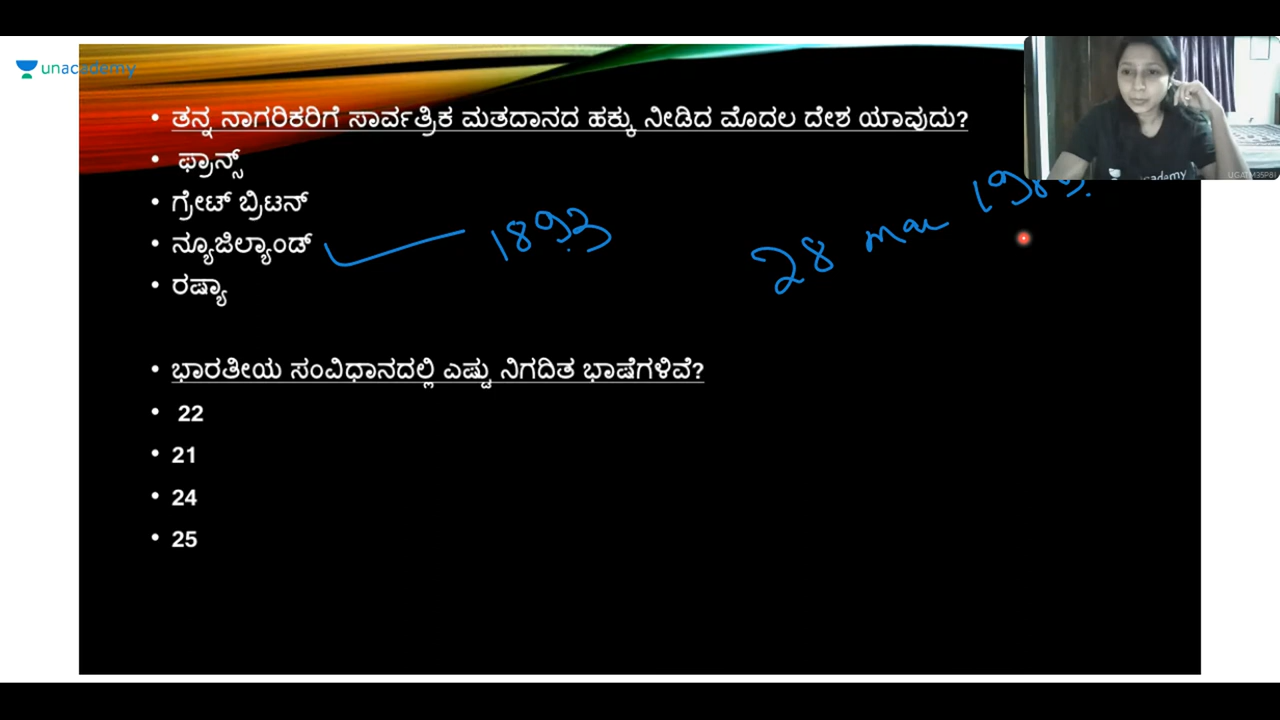 unacademy
• ತನ್ನ ನಾಗರಿಕರಿಗೆ ಸಾರ್ವತ್ರಿಕ ಮತದಾನದ ಹಕ್ಕು ನೀಡಿದ ಮೊದಲ ದೇಶ ಯಾವುದು?
• ಫ್ರಾನ್ಸ್
• ಗ್ರೇಟ್ ಬ್ರಿಟನ್
• ನ್ಯೂಜಿಲ್ಯಾಂಡ್ 1893
28 mar
• ರಷ್ಯಾ
• ಭಾರತೀಯ ಸಂವಿಧಾನದಲ್ಲಿ ಎಷ್ಟು ನಿಗದಿತ ಭಾಷೆಗಳಿವೆ?
• 22
• 21
• 24
• 25